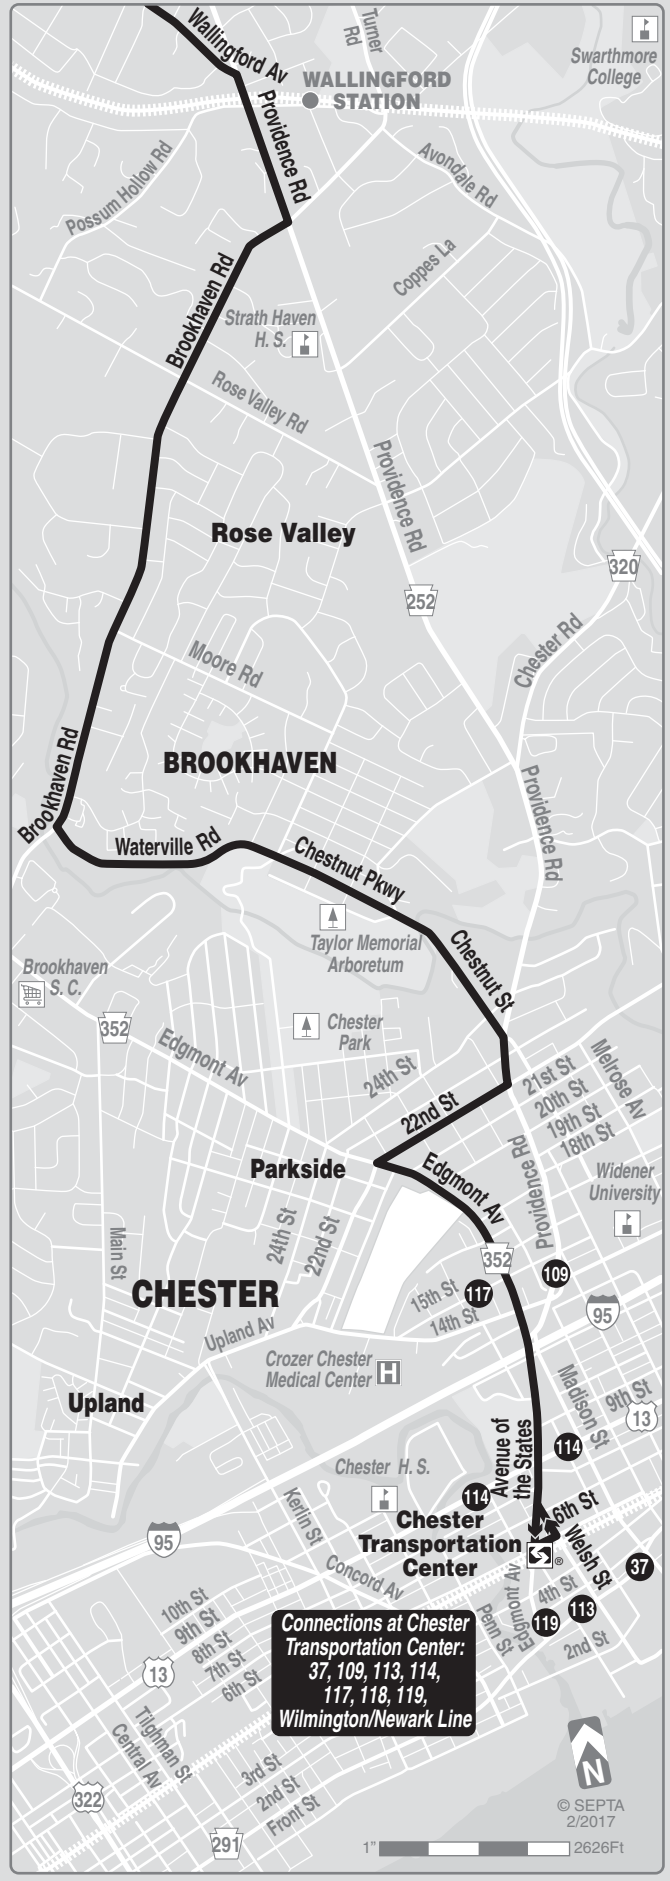 Wallingford Av
Turner
Rd
Swarthmore
College
WALLINGFORD
STATION
Providence Rd
Possum Hollow Rd
Avondale Rd
Coppes La
Brookhaven Rd
Strath Haven
H. S.
Rose Valley Rd
Providence Rd
Rose Valley
320
252
Chester Rd
Moore Rd
BROOKHAVEN
Brookhaven Rd
Providence Rd
Waterville Rd
Chestnut Pkwy
Taylor Memorial
Arboretum
Chestnut St
Brookhaven
S. C.
352
Chester
Park
Edgmont Av
24th St
21st St
20th St
19th St
18th St
Melrose Av
22nd St
Parkside
Edgmont Av
Providence Rd
Widener
University
Main St
24th St
22nd St
352
109
117
15th St
14th St
CHESTER
95
Upland Av
Crozer Chester
Medical Center
H
Upland
Madison St
9th St
13
Avenue of
the States
114
Chester H. S.
114
Kerlin St
6th St
Chester
Transportation
Center
®
Welsh St
95
37
Concord Av
Edgmont Av
4th St
113
119
Penn St
2nd St
10th St
9th St
8th St
7th St
6th St
Connections at Chester
Transportation Center:
37, 109, 113, 114,
117, 118, 119,
Wilmington/Newark Line
13
Tilghman St
Central Av
3rd St
2nd St
Front St
322
291
N
© SEPTA
2/2017
1" 2626Ft